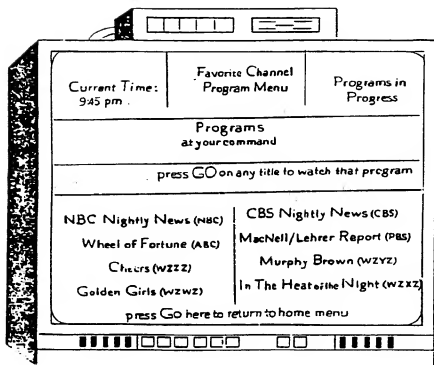 Current Time:
9:45 pm
Favorite Channel
Program Menu
Programs in
Progress
Programs
at your command
press GO on any title to watch that program
NBC Nightly News (NBC)
Wheel of Fortune (ABC)
Cheers (WZZZ)
Golden Girls (WZWZ)
CBS Nightly News (CBS)
MacNeil/Lehrer Report (PBS)
Murphy Brown (WZYZ)
In The Heat of the Night (WZXZ)
press Go here to return to home menu